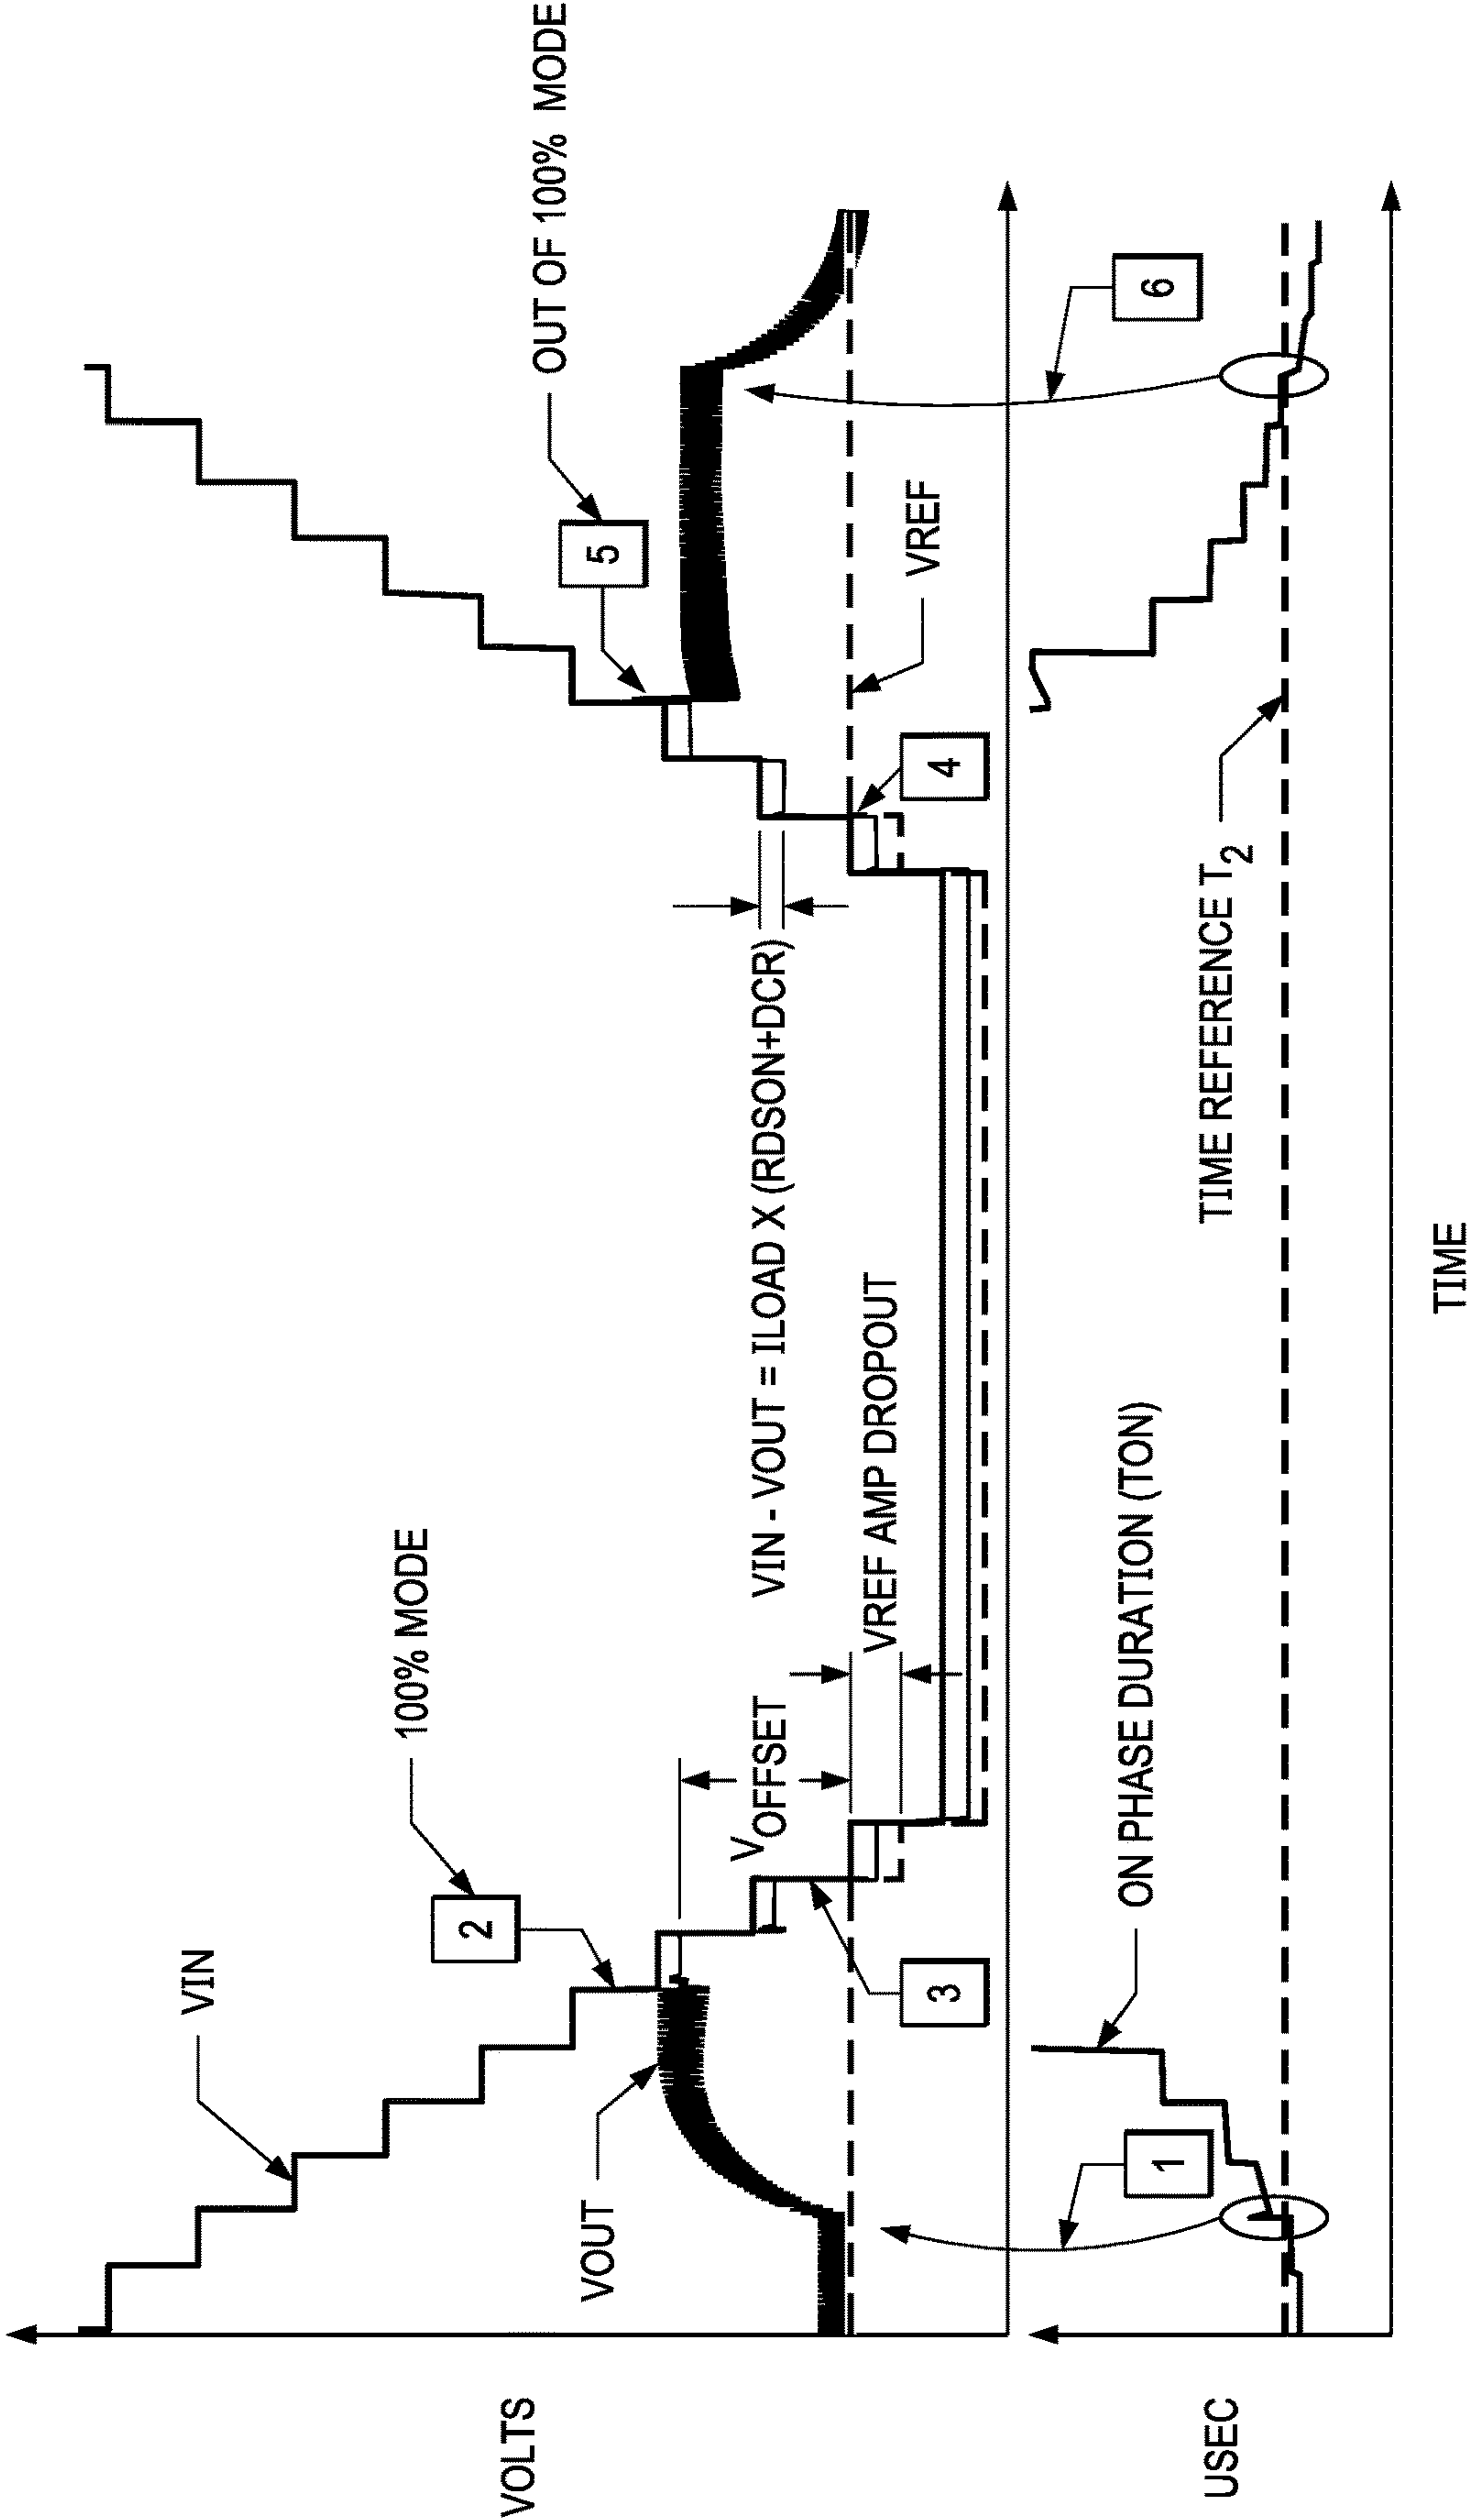 VOLTS
USEC
TIME
VIN
VOUT
100% MODE
2
3
1
VOFFSET
VREF AMP DROPOUT
VIN - VOUT = ILOAD X (RDSON+DCR)
ON PHASE DURATION (TON)
TIME REFERENCE T2
4
VREF
5
OUT OF 100% MODE
6